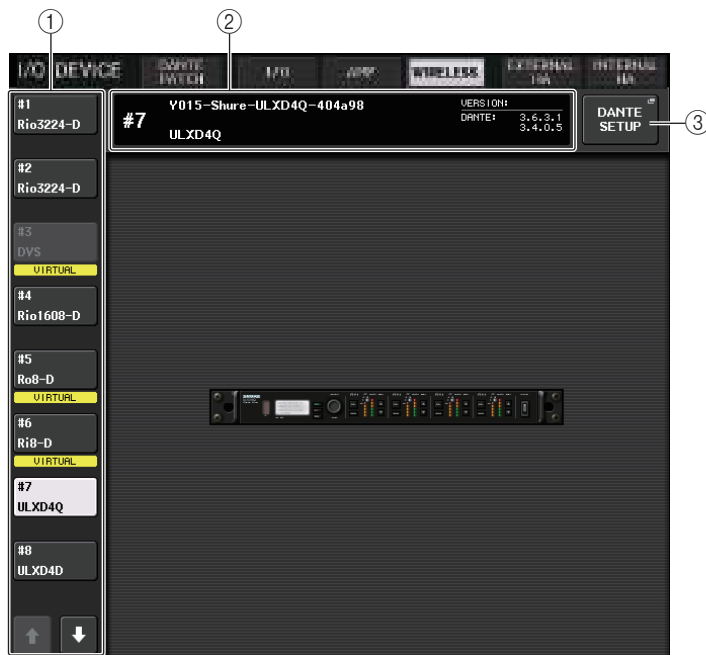 1
2
I/O DEVICE
DANTE PATCH
I/O
AMP
WIRELESS
EXTERNAL HA
INTERNAL HA
#1
Rio3224-D
#2
Rio3224-D
#3
DVS
VIRTUAL
#4
Rio1608-D
#5
Ro8-D
VIRTUAL
#6
Ri8-D
VIRTUAL
#7
ULXD4Q
#8
ULXD4D
#7
Y015-Shure-ULXD4Q-404a98
ULXD4Q
VERSION:
DANTE: 3.6.3.1
3.4.0.5
DANTE
SETUP
3